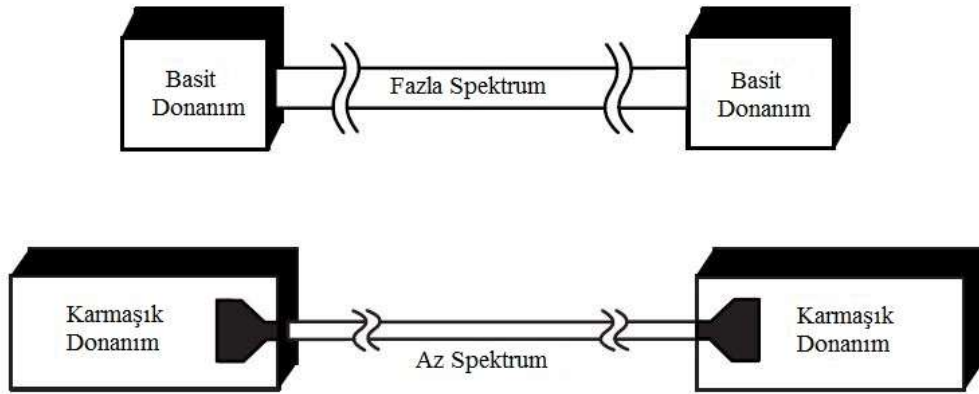 Basit
Donanım
Fazla Spektrum
Basit
Donanım
Karmaşık
Donanım
Az Spektrum
Karmaşık
Donanım